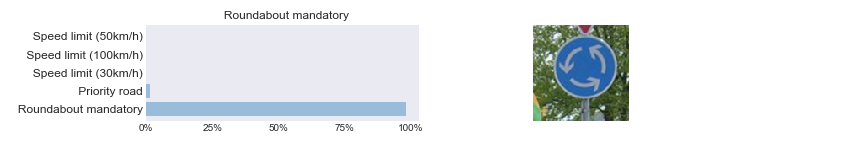 Roundabout mandatory
Speed limit (50km/h)
Speed limit (100km/h)
Speed limit (30km/h)
Priority road
Roundabout mandatory
0% 25% 50% 75% 100%